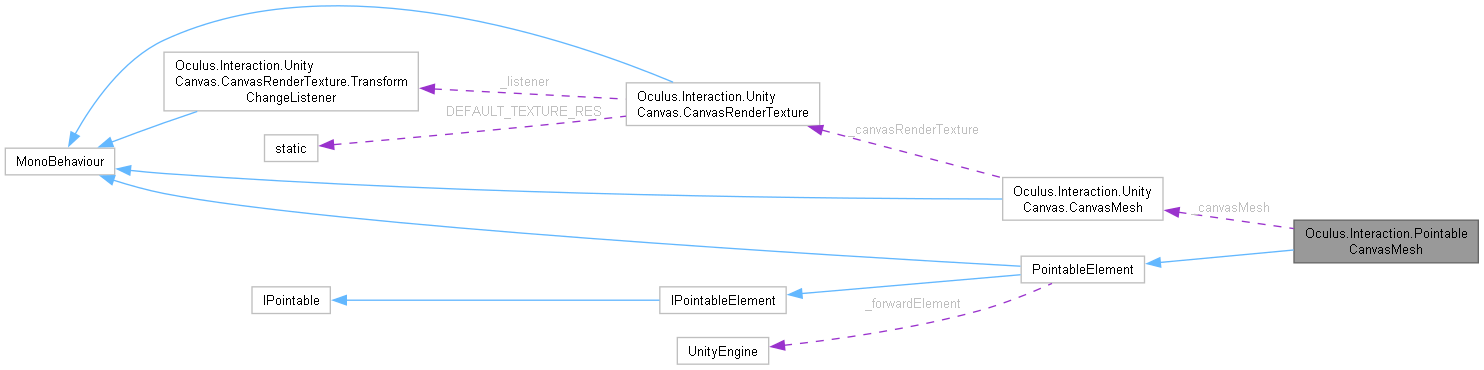 Oculus.Interaction.Unity
Canvas.CanvasRenderTexture.Transform
ChangeListener
_listener
Oculus.Interaction.Unity
Canvas.CanvasRenderTexture
DEFAULT_TEXTURE_RES
static
_canvasRenderTexture
MonoBehaviour
Oculus.Interaction.Unity
Canvas.CanvasMesh
_canvasMesh
Oculus.Interaction.Pointable
CanvasMesh
PointableElement
IPointable
IPointableElement
_forwardElement
UnityEngine